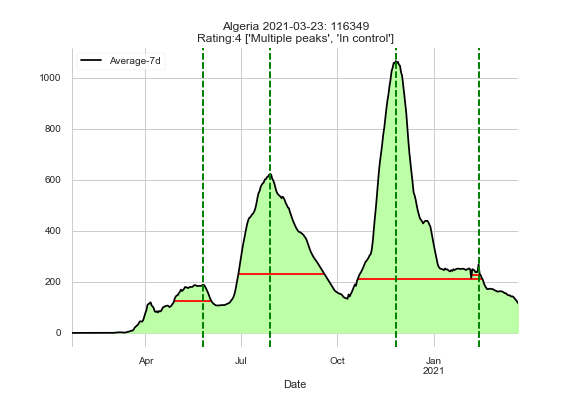 Algeria 2021-03-23: 116349
Rating:4 ['Multiple peaks', 'In control']
Average-7d
1000
800
600
400
200
0
Apr
Jul
Oct
Jan
2021
Date